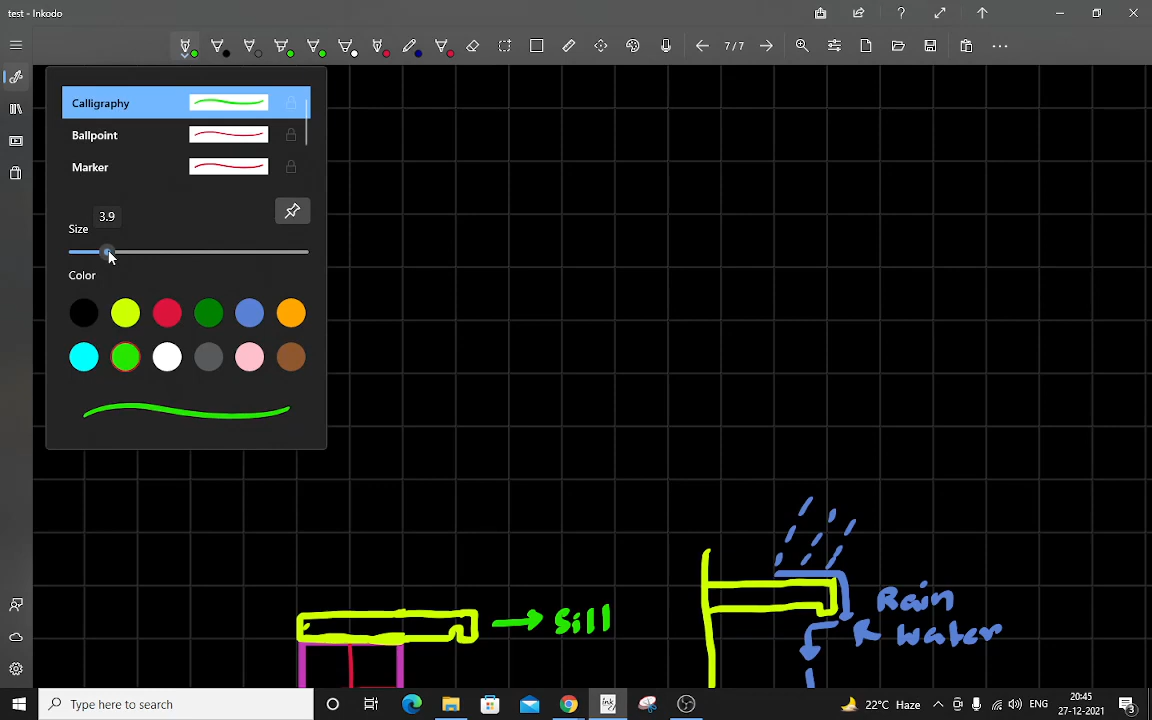 test - Inkodo
7/7
Calligraphy
Ballpoint
Marker
3.9
Size
Color
Sill
Rain
Water
Type here to search
22°C Haze
ENG
20:45
27-12-2021
3